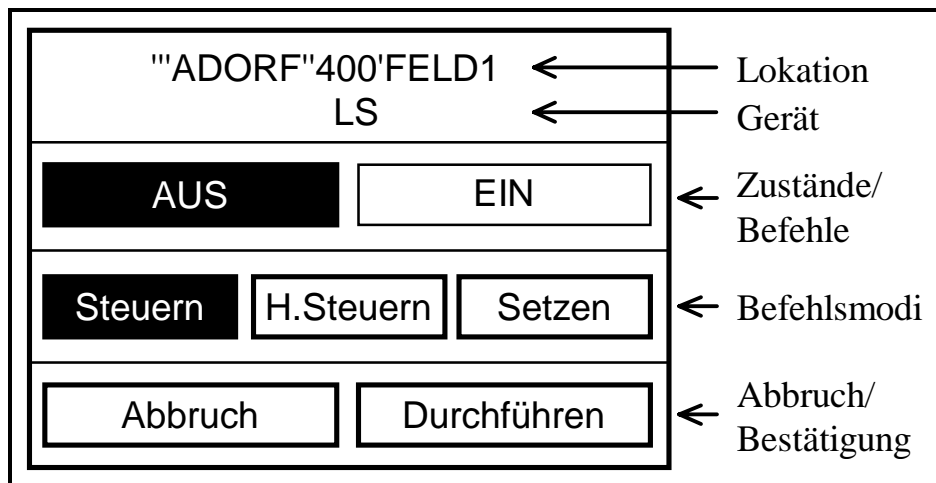 '''ADORF''400'FELD1
LS
Lokation
Gerät
AUS
EIN
Zustände/
Befehle
Steuern
H.Steuern
Setzen
Befehlsmodi
Abbruch
Durchführen
Abbruch/
Bestätigung